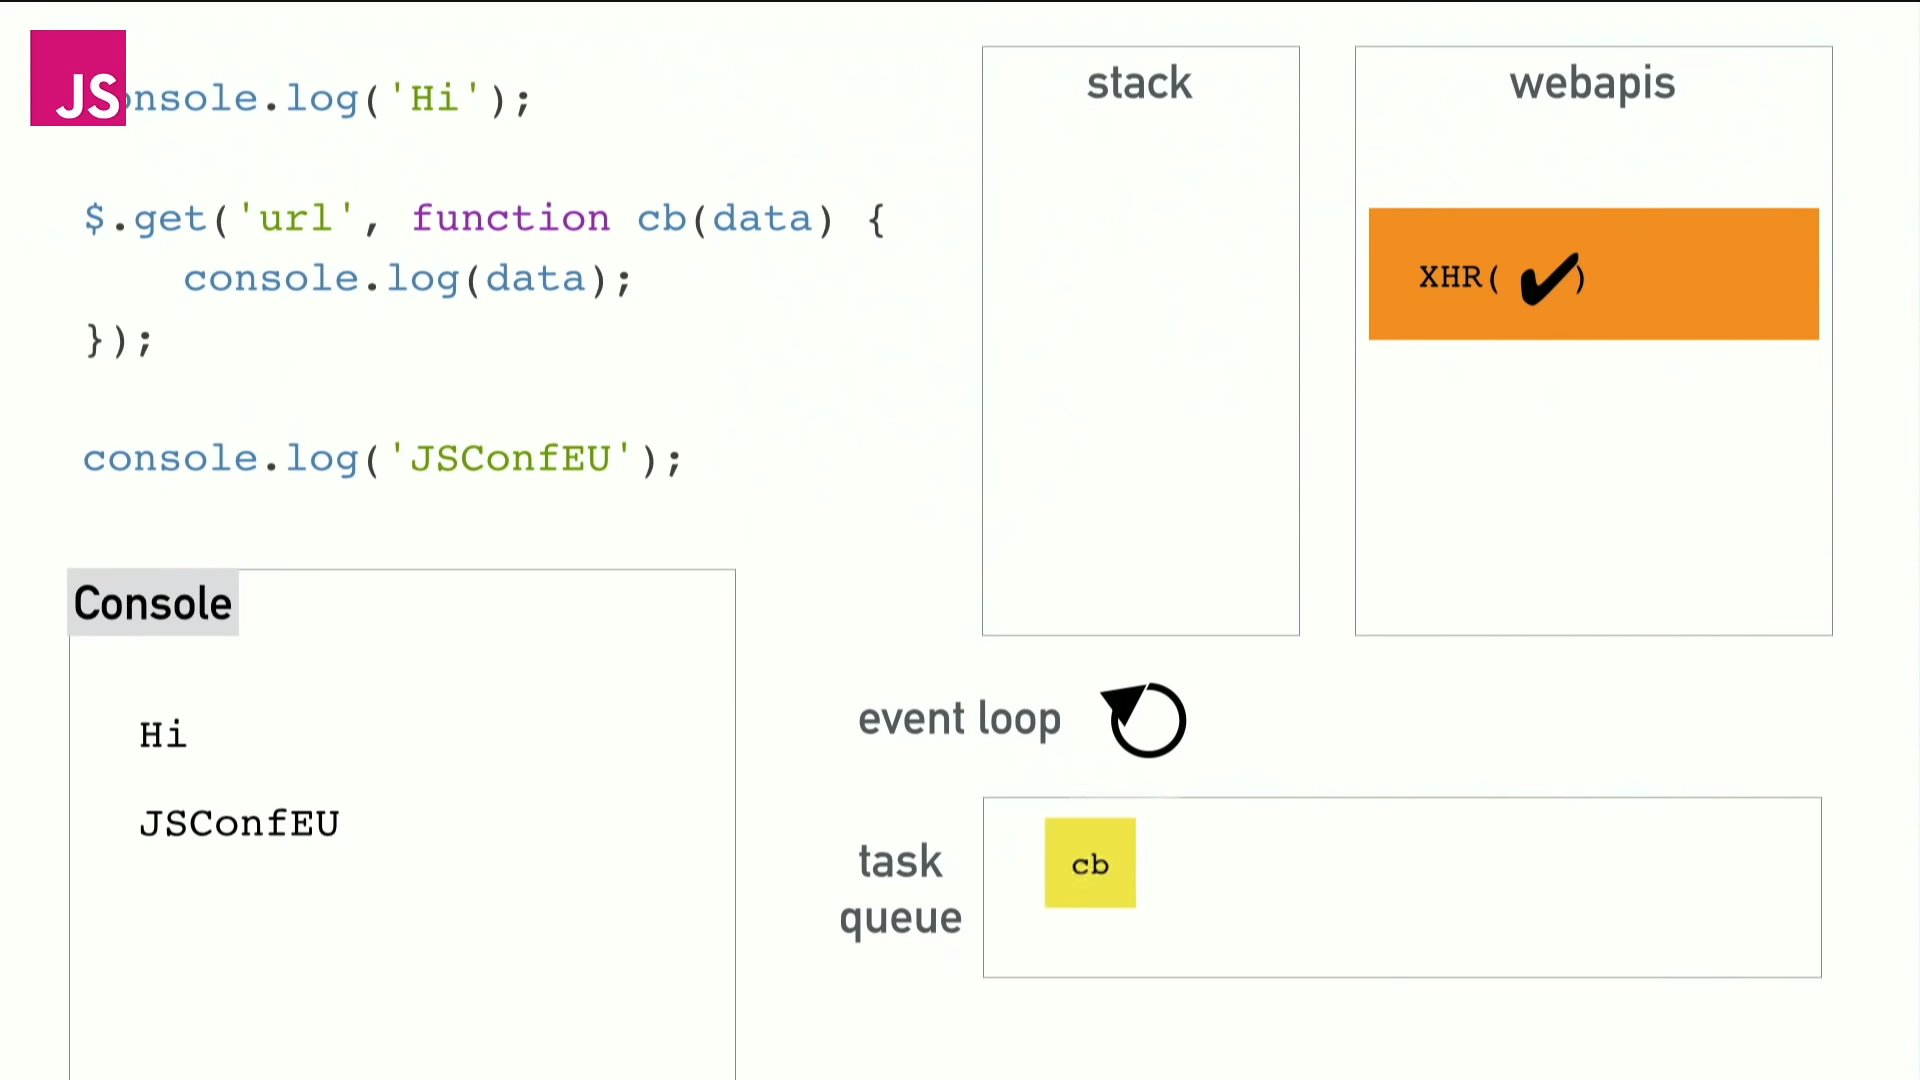 JS
onsole.log('Hi');
$.get('url', function cb(data) {
console.log(data);
});
console.log('JSConfEU');
Console
Hi
JSConfEU
stack
webapis
XHR( ✔)
event loop
task
queue
cb